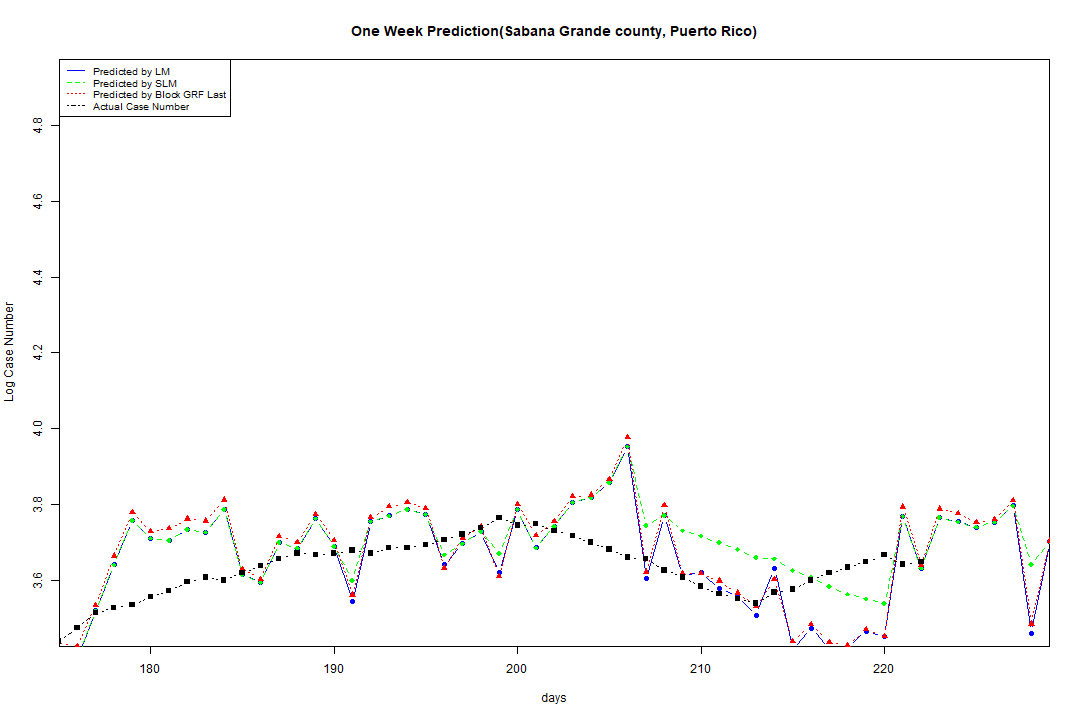 One Week Prediction(Sabana Grande county, Puerto Rico)
Predicted by LM
Predicted by SLM
Predicted by Block GRF Last
Actual Case Number
4.8
4.6
4.4
4.2
4.0
3.8
3.6
Log Case Number
180 190 200 210 220
days